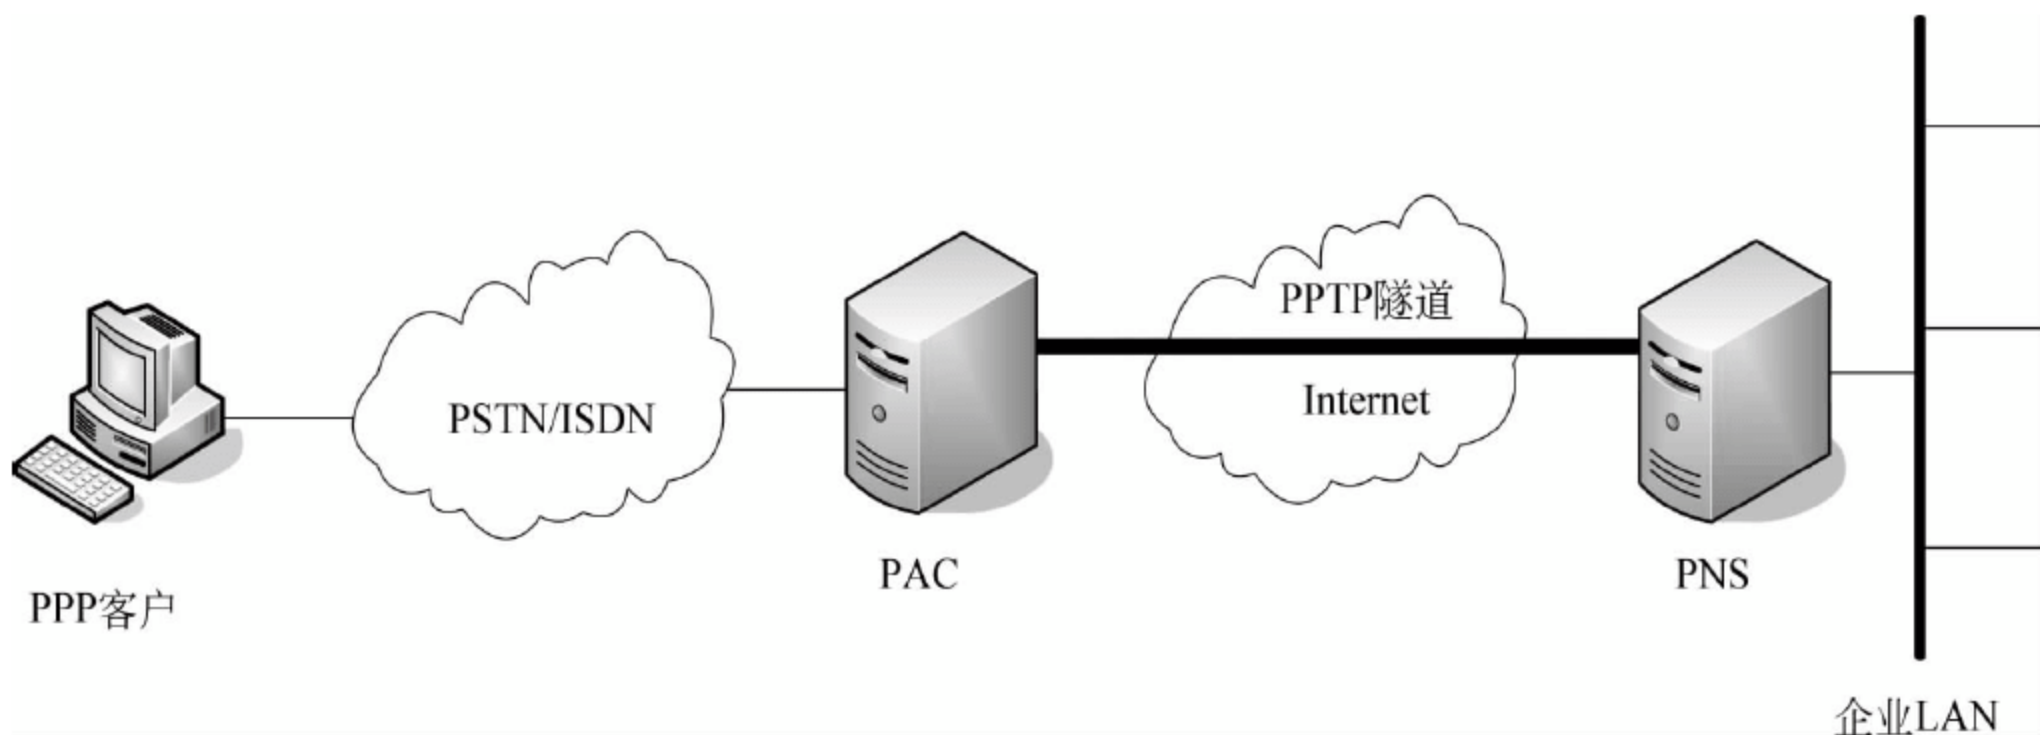 PPP客户
PSTN/ISDN
PAC
PPTP隧道
Internet
PNS
企业LAN